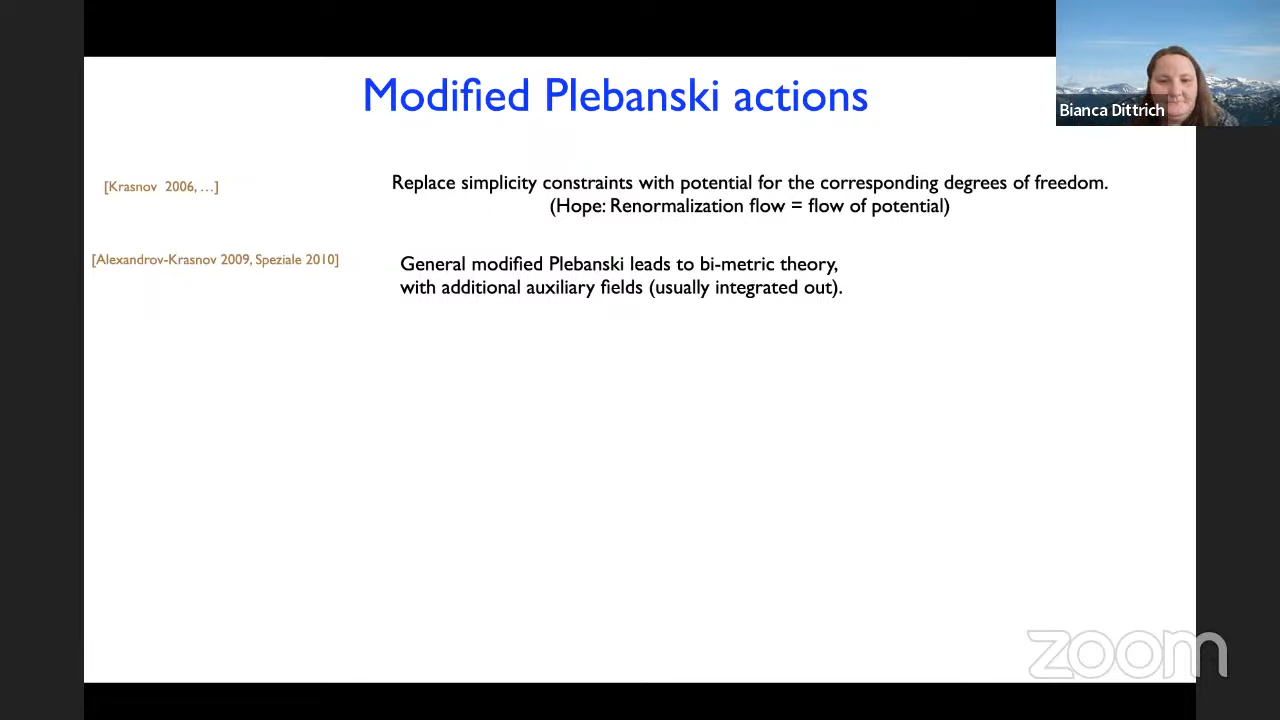 Modified Plebanski actions
Bianca Dittrich
[Krasnov 2006, ...]
Replace simplicity constraints with potential for the corresponding degrees of freedom.
(Hope: Renormalization flow = flow of potential)
[Alexandrov-Krasnov 2009, Speziale 2010]
General modified Plebanski leads to bi-metric theory,
with additional auxiliary fields (usually integrated out).
zoom